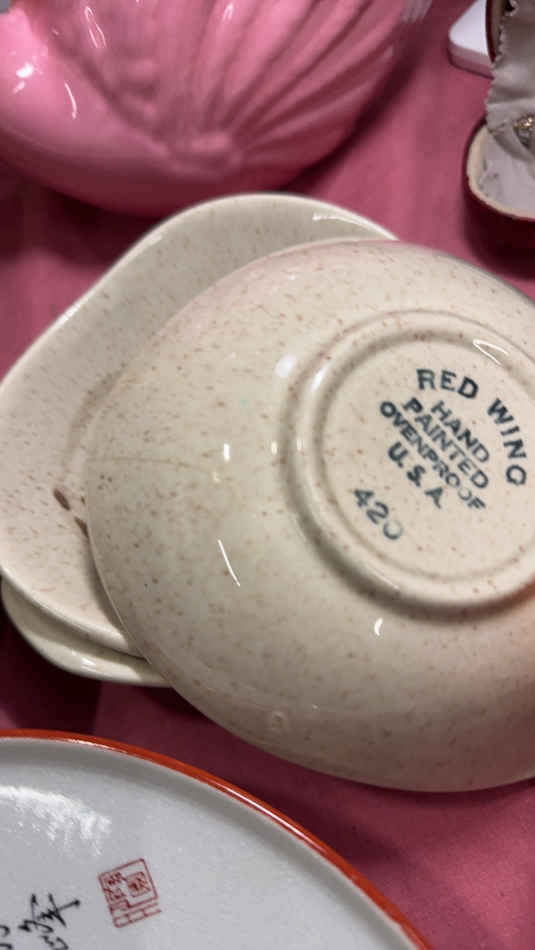 RED WING
HAND
PAINTED
OVENPROOF
U.S.A.
420